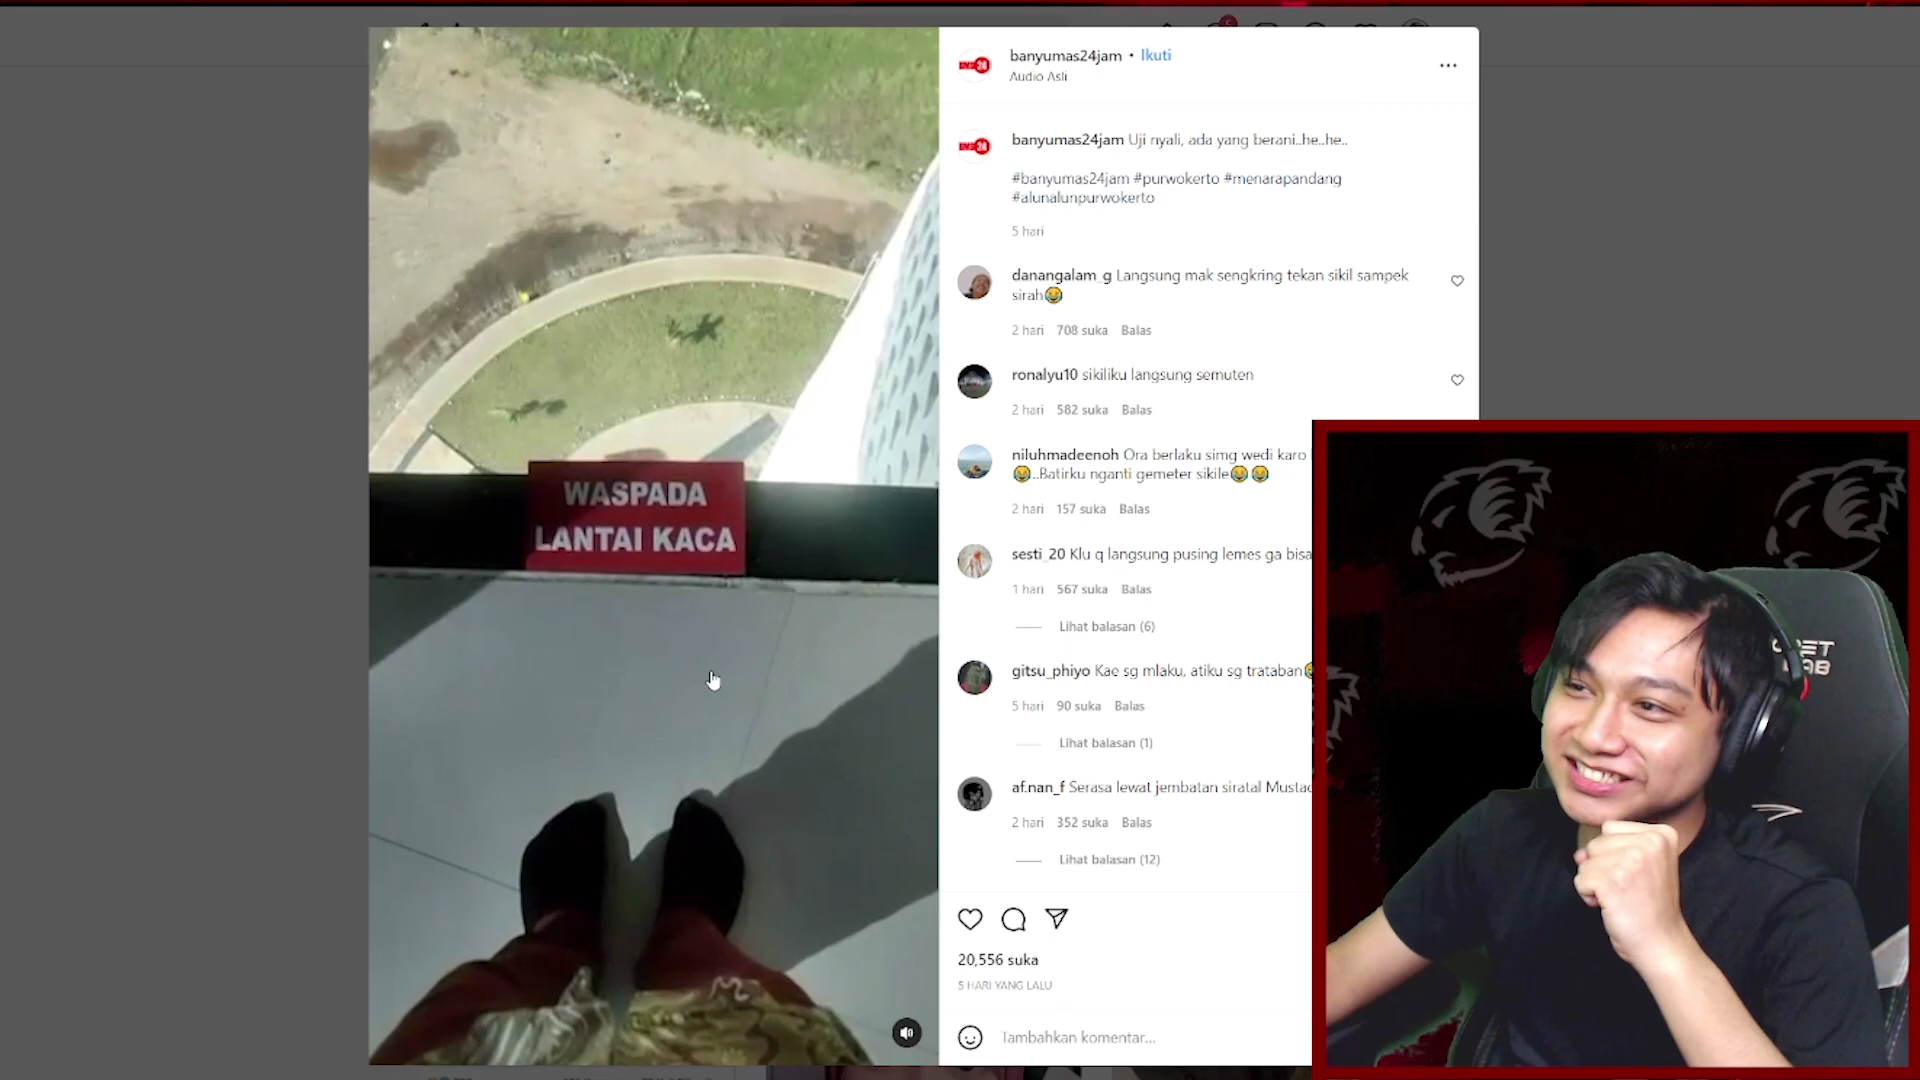 banyumas24jam • Ikuti
Audio Asli
banyumas24jam Uji nyali, ada yang berani..he..he..
#banyumas24jam #purwokerto #menarapandang
#alunalunpurwokerto
5 hari
danangalam_g Langsung mak sengkring tekan sikil sampek
sirah😂
2 hari 708 suka Balas
ronalyu10 sikiliku langsung semuten
2 hari 582 suka Balas
niluhmadeenoh Ora berlaku simg wedi karo
😂..Batirku nganti gemeter sikile😂😂
2 hari 157 suka Balas
sesti_20 Klu q langsung pusing lemes ga bisa
1 hari 567 suka Balas
Lihat balasan (6)
gitsu_phiyo Kae sg mlaku, atiku sg trataban
5 hari 90 suka Balas
Lihat balasan (1)
af.nan_f Serasa lewat jembatan siratal
2 hari 352 suka Balas
Lihat balasan (12)
20,556 suka
5 HARI YANG LALU
Tambahkan komentar...
WASPADA
LANTAI KACA